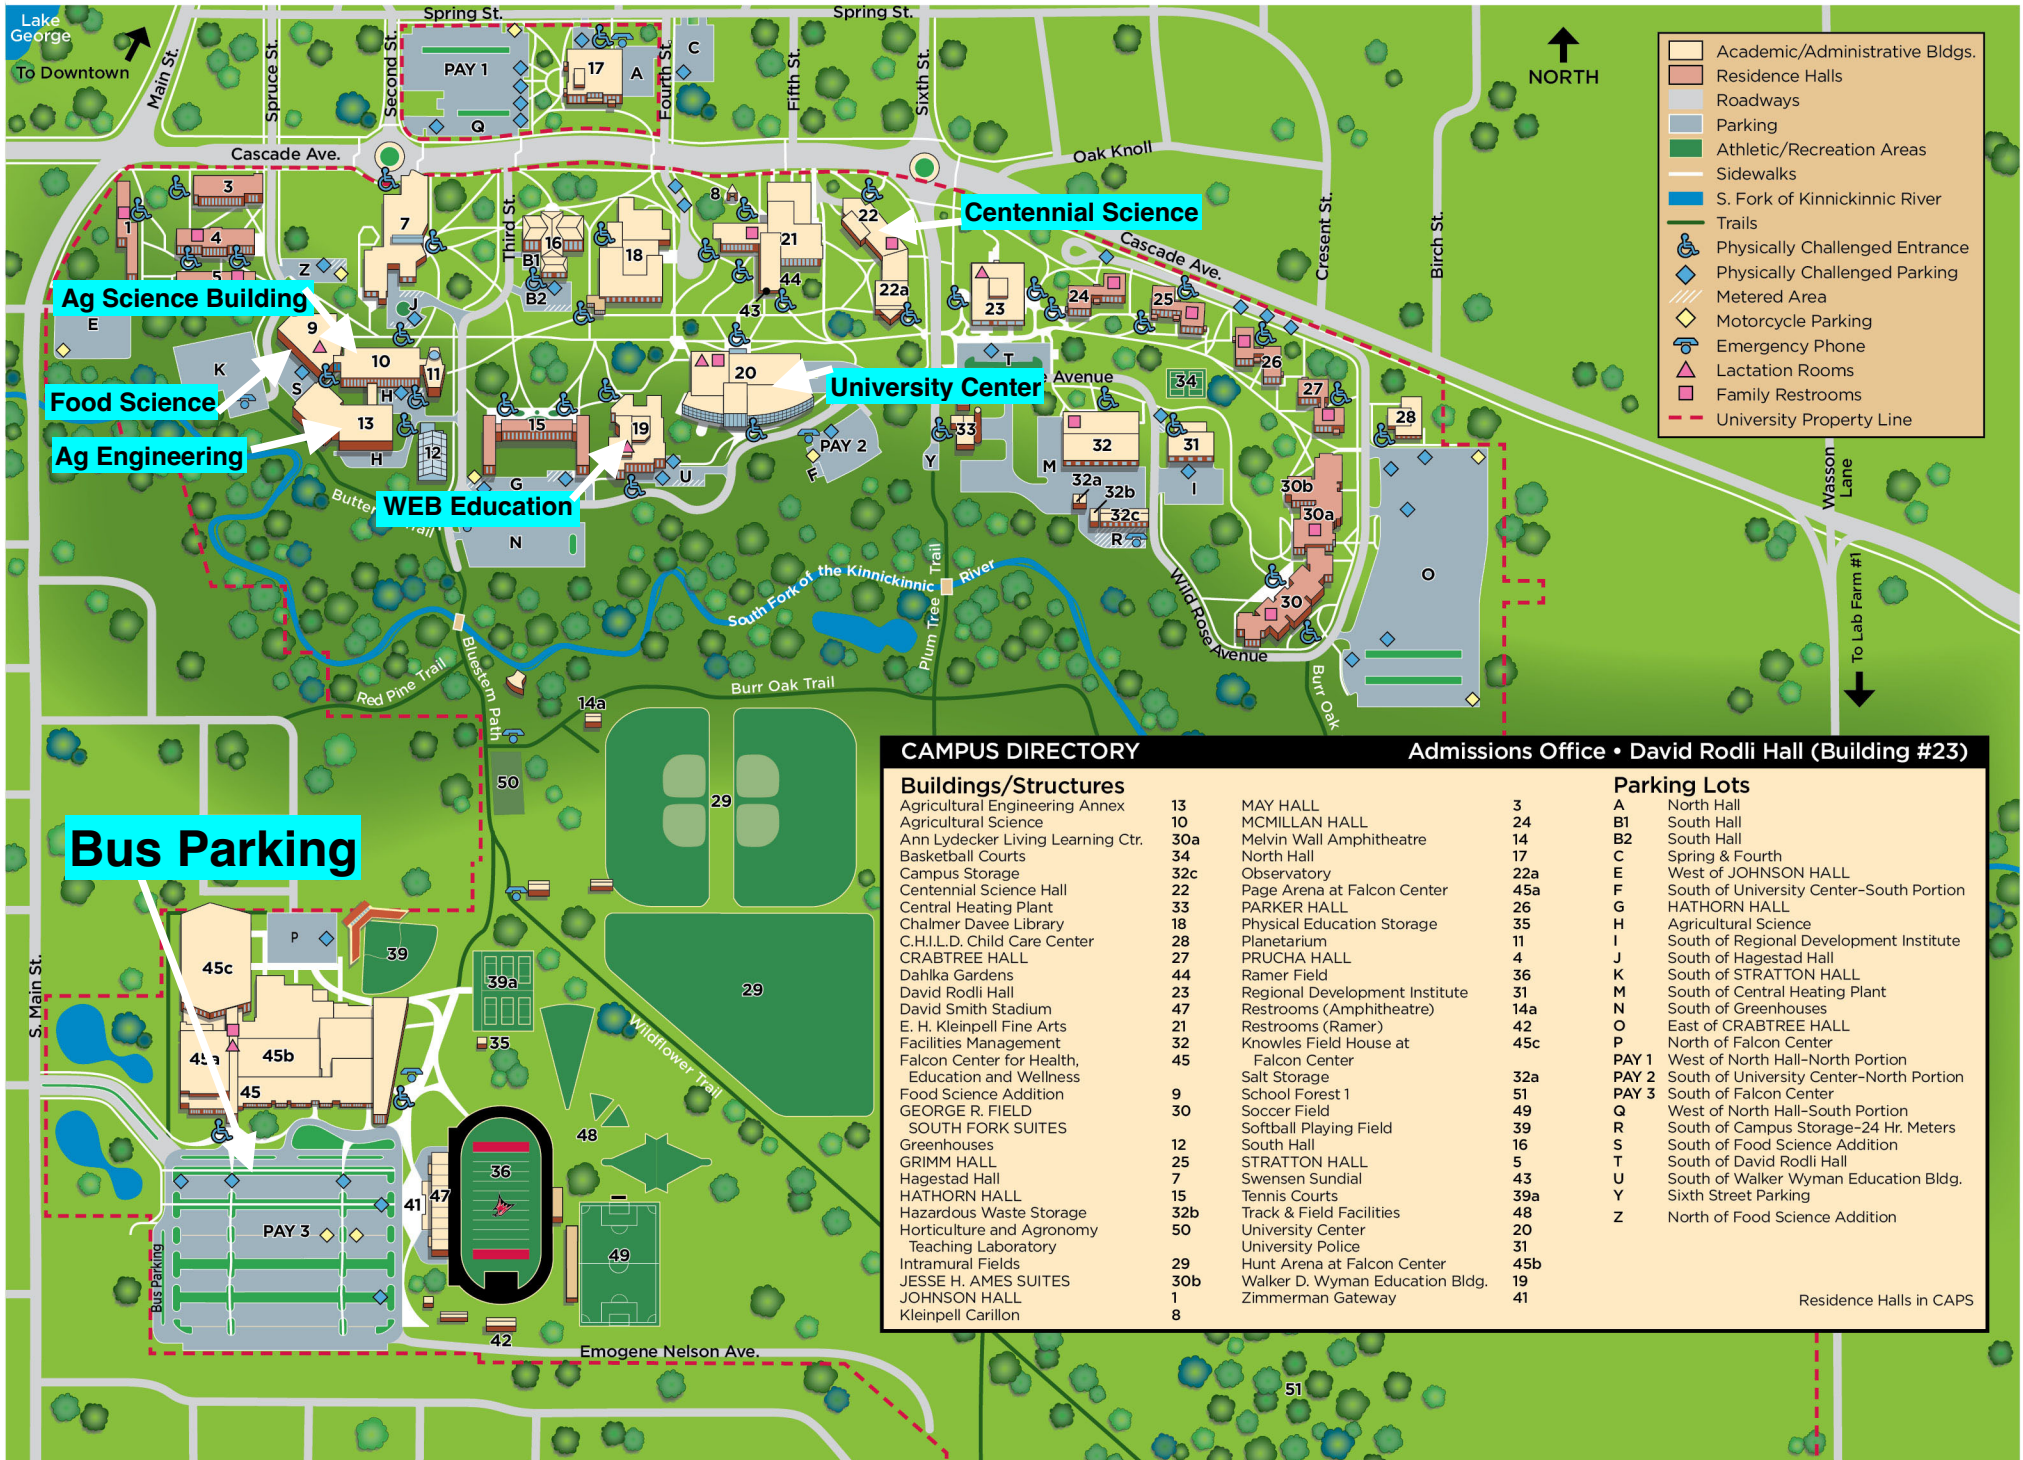 Lake
George
To Downtown
Main St.
Spruce St.
Second St.
Spring St.
Spring St.
Fourth St.
Fifth St.
Sixth St.
PAY 1
Q
17
A
C
NORTH
Cascade Ave.
Oak Knoll
Cascade Ave.
Cresent St.
Birch St.
Third St.
Academic/Administrative Bldgs.
Residence Halls
Roadways
Parking
Athletic/Recreation Areas
Sidewalks
S. Fork of Kinnickinnic River
Trails
Physically Challenged Entrance
Physically Challenged Parking
Metered Area
Motorcycle Parking
Emergency Phone
Lactation Rooms
Family Restrooms
University Property Line
1
3
4
5
7
8
16
B1
B2
18
21
22
22a
23
24
25
26
27
28
43
44
Z
J
E
K
S
9
10
11
H
13
H
12
15
G
19
U
20
PAY 2
F
T
Y
33
34
e Avenue
32
M
31
I
32a
32b
32c
R
30b
30a
30
O
N
Centennial Science
Ag Science Building
Food Science
Ag Engineering
University Center
WEB Education
Butter
rail
South Fork of the Kinnickinnic River
Plum Tree Trail
Wild Rose Avenue
Burr Oak
Wasson
Lane
To Lab Farm #1
Red Pine Trail
Bluestem Path
Burr Oak Trail
14a
50
29
29
Wildflower Trail
Bus Parking
S. Main St.
P
39
39a
35
45c
45a
45b
45
48
36
47
41
49
42
PAY 3
Bus Parking
Emogene Nelson Ave.
51
CAMPUS DIRECTORY
Admissions Office • David Rodli Hall (Building #23)
Buildings/Structures
Agricultural Engineering Annex 13
Agricultural Science 10
Ann Lydecker Living Learning Ctr. 30a
Basketball Courts 34
Campus Storage 32c
Centennial Science Hall 22
Central Heating Plant 33
Chalmer Davee Library 18
C.H.I.L.D. Child Care Center 28
CRABTREE HALL 27
Dahlka Gardens 44
David Rodli Hall 23
David Smith Stadium 47
E. H. Kleinpell Fine Arts 21
Facilities Management 32
Falcon Center for Health, 45
Education and Wellness
Food Science Addition 9
GEORGE R. FIELD 30
SOUTH FORK SUITES
Greenhouses 12
GRIMM HALL 25
Hagestad Hall 7
HATHORN HALL 15
Hazardous Waste Storage 32b
Horticulture and Agronomy 50
Teaching Laboratory
Intramural Fields 29
JESSE H. AMES SUITES 30b
JOHNSON HALL 1
Kleinpell Carillon 8
MAY HALL 3
MCMILLAN HALL 24
Melvin Wall Amphitheatre 14
North Hall 17
Observatory 22a
Page Arena at Falcon Center 45a
PARKER HALL 26
Physical Education Storage 35
Planetarium 11
PRUCHA HALL 4
Ramer Field 36
Regional Development Institute 31
Restrooms (Amphitheatre) 14a
Restrooms (Ramer) 42
Knowles Field House at 45c
Falcon Center
Salt Storage 32a
School Forest 1 51
Soccer Field 49
Softball Playing Field 39
South Hall 16
STRATTON HALL 5
Swensen Sundial 43
Tennis Courts 39a
Track & Field Facilities 48
University Center 20
University Police 31
Hunt Arena at Falcon Center 45b
Walker D. Wyman Education Bldg. 19
Zimmerman Gateway 41
Parking Lots
A North Hall
B1 South Hall
B2 South Hall
C Spring & Fourth
E West of JOHNSON HALL
F South of University Center–South Portion
G HATHORN HALL
H Agricultural Science
I South of Regional Development Institute
J South of Hagestad Hall
K South of STRATTON HALL
M South of Central Heating Plant
N South of Greenhouses
O East of CRABTREE HALL
P North of Falcon Center
PAY 1 West of North Hall–North Portion
PAY 2 South of University Center–North Portion
PAY 3 South of Falcon Center
Q West of North Hall–South Portion
R South of Campus Storage–24 Hr. Meters
S South of Food Science Addition
T South of David Rodli Hall
U South of Walker Wyman Education Bldg.
Y Sixth Street Parking
Z North of Food Science Addition
Residence Halls in CAPS